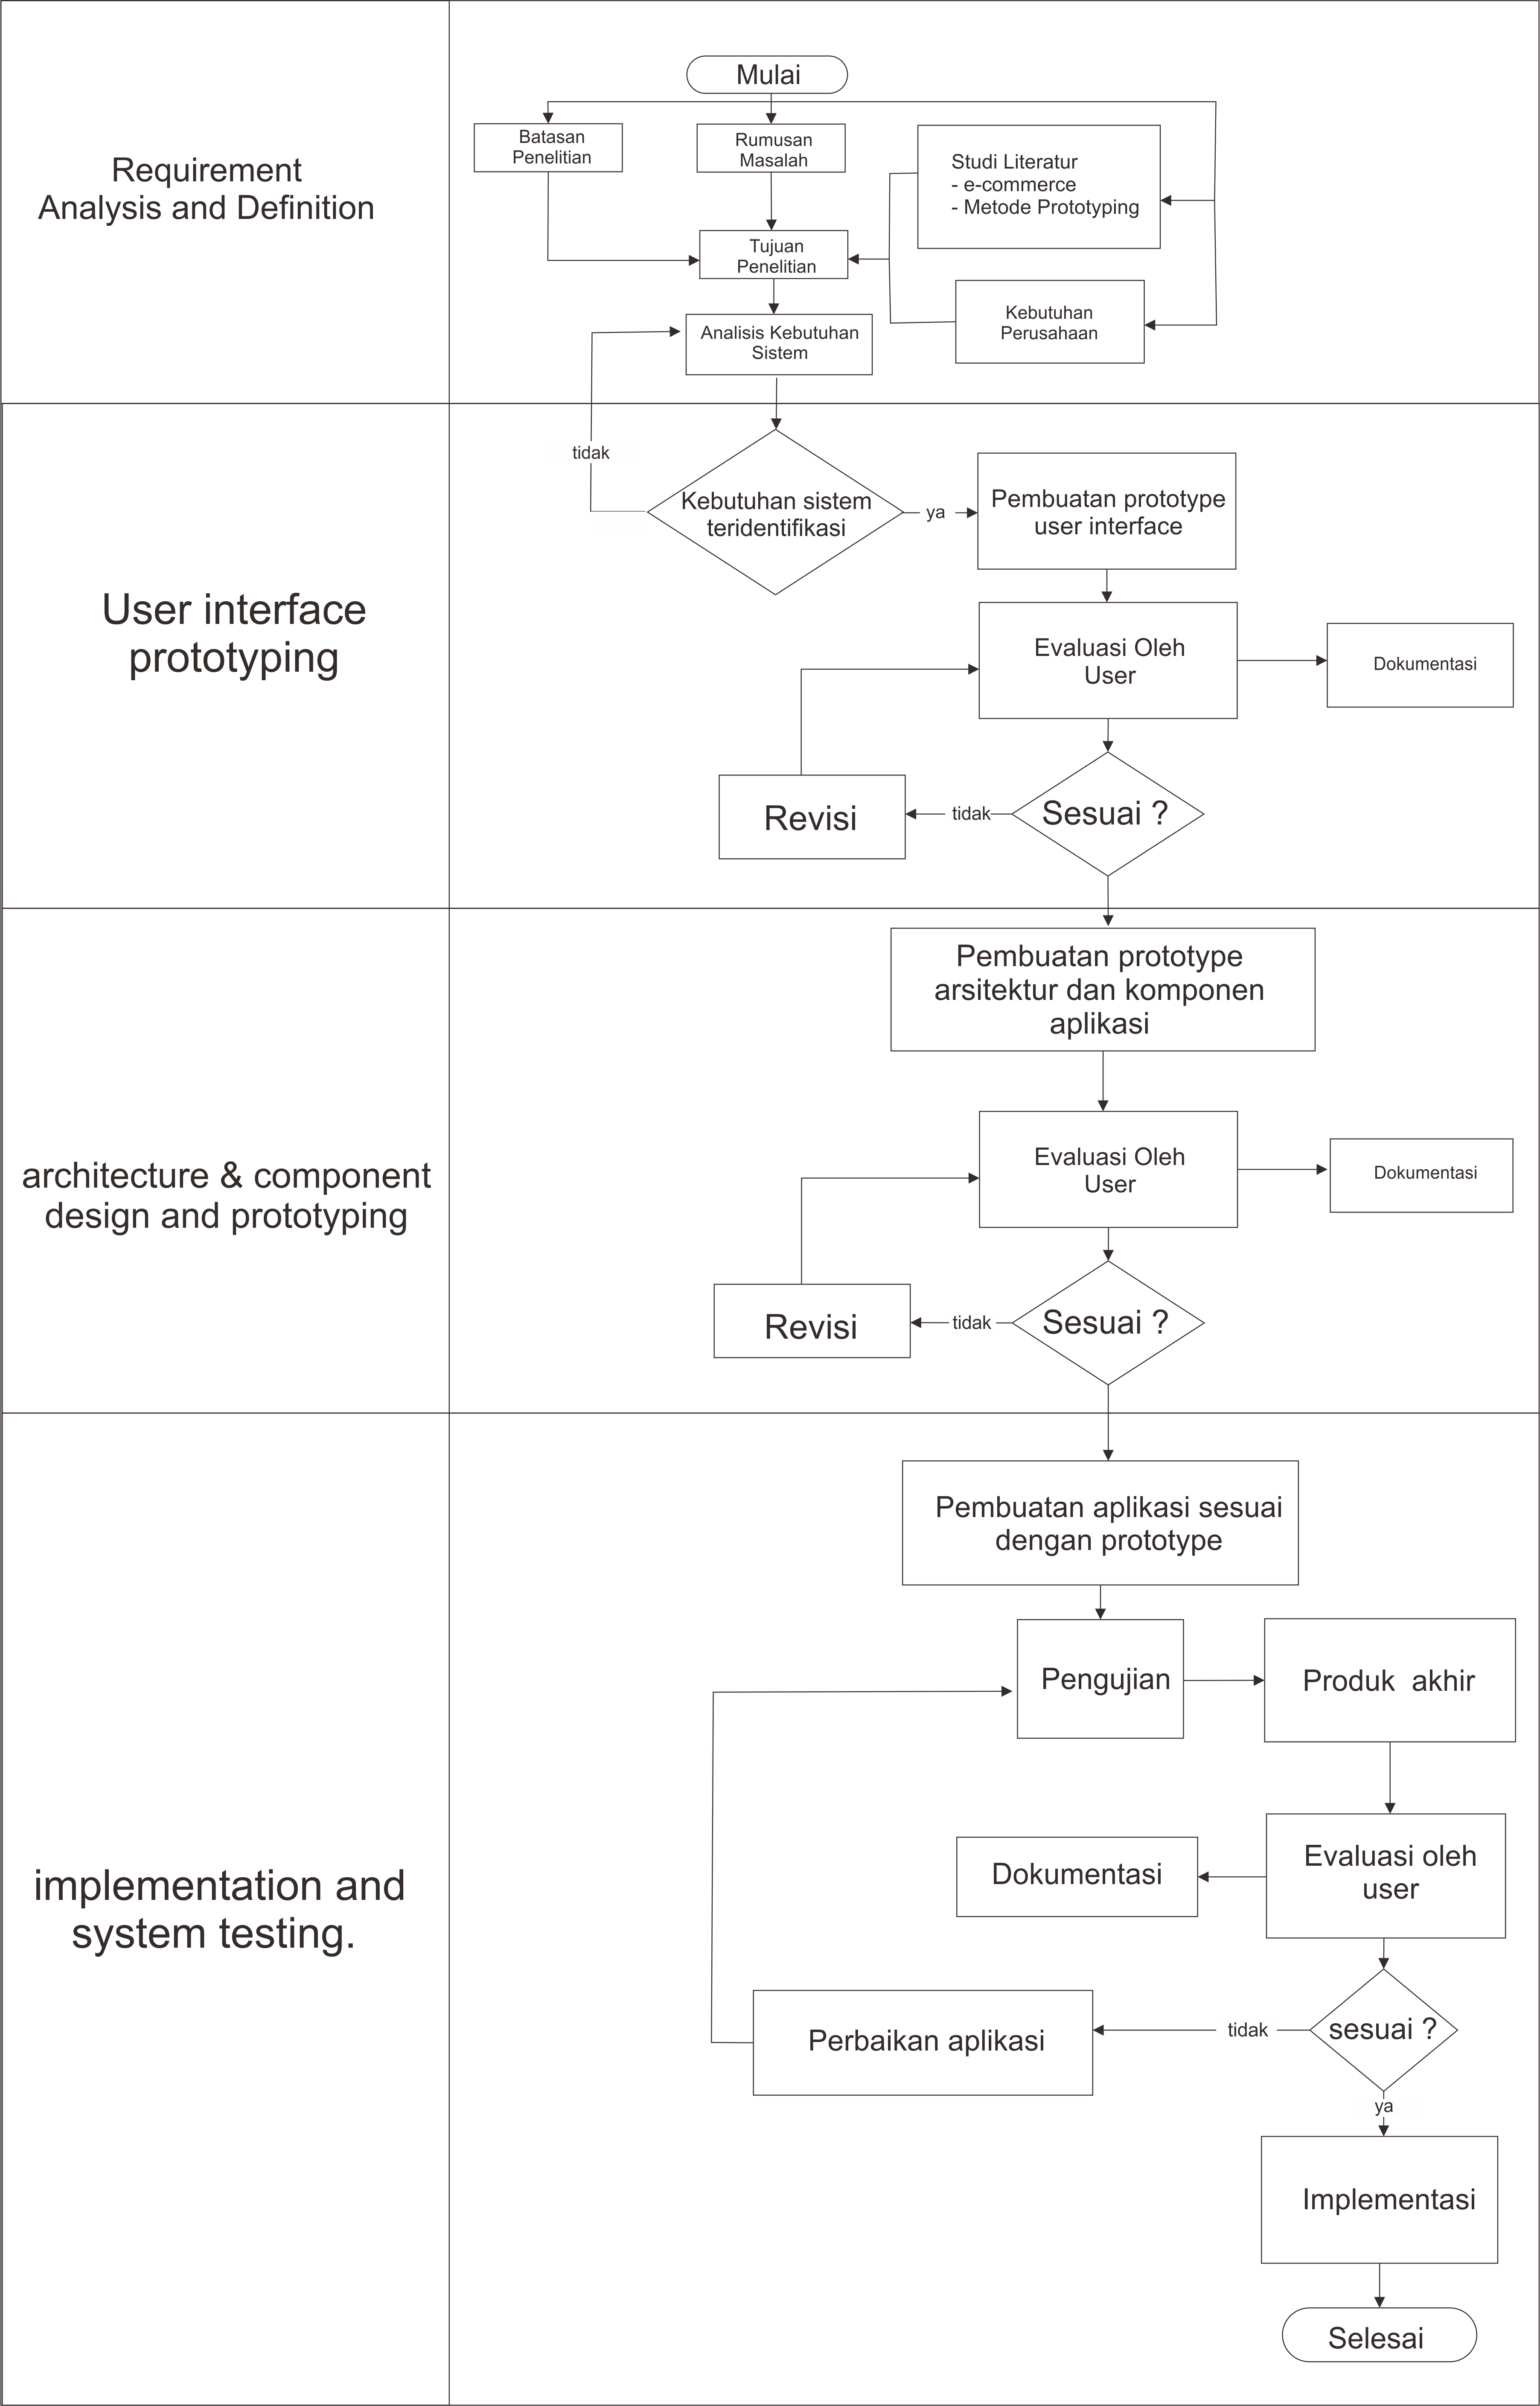 Requirement
Analysis and Definition
Mulai
Batasan
Penelitian
Rumusan
Masalah
Studi Literatur
- e-commerce
- Metode Prototyping
Tujuan
Penelitian
Kebutuhan
Perusahaan
Analisis Kebutuhan
Sistem
User interface
prototyping
tidak
Kebutuhan sistem
teridentifikasi
ya
Pembuatan prototype
user interface
Evaluasi Oleh
User
Dokumentasi
Revisi
tidak
Sesuai ?
architecture & component
design and prototyping
Pembuatan prototype
arsitektur dan komponen
aplikasi
Evaluasi Oleh
User
Dokumentasi
Revisi
tidak
Sesuai ?
implementation and
system testing.
Pembuatan aplikasi sesuai
dengan prototype
Pengujian
Produk akhir
Dokumentasi
Evaluasi oleh
user
Perbaikan aplikasi
tidak
sesuai ?
ya
Implementasi
Selesai